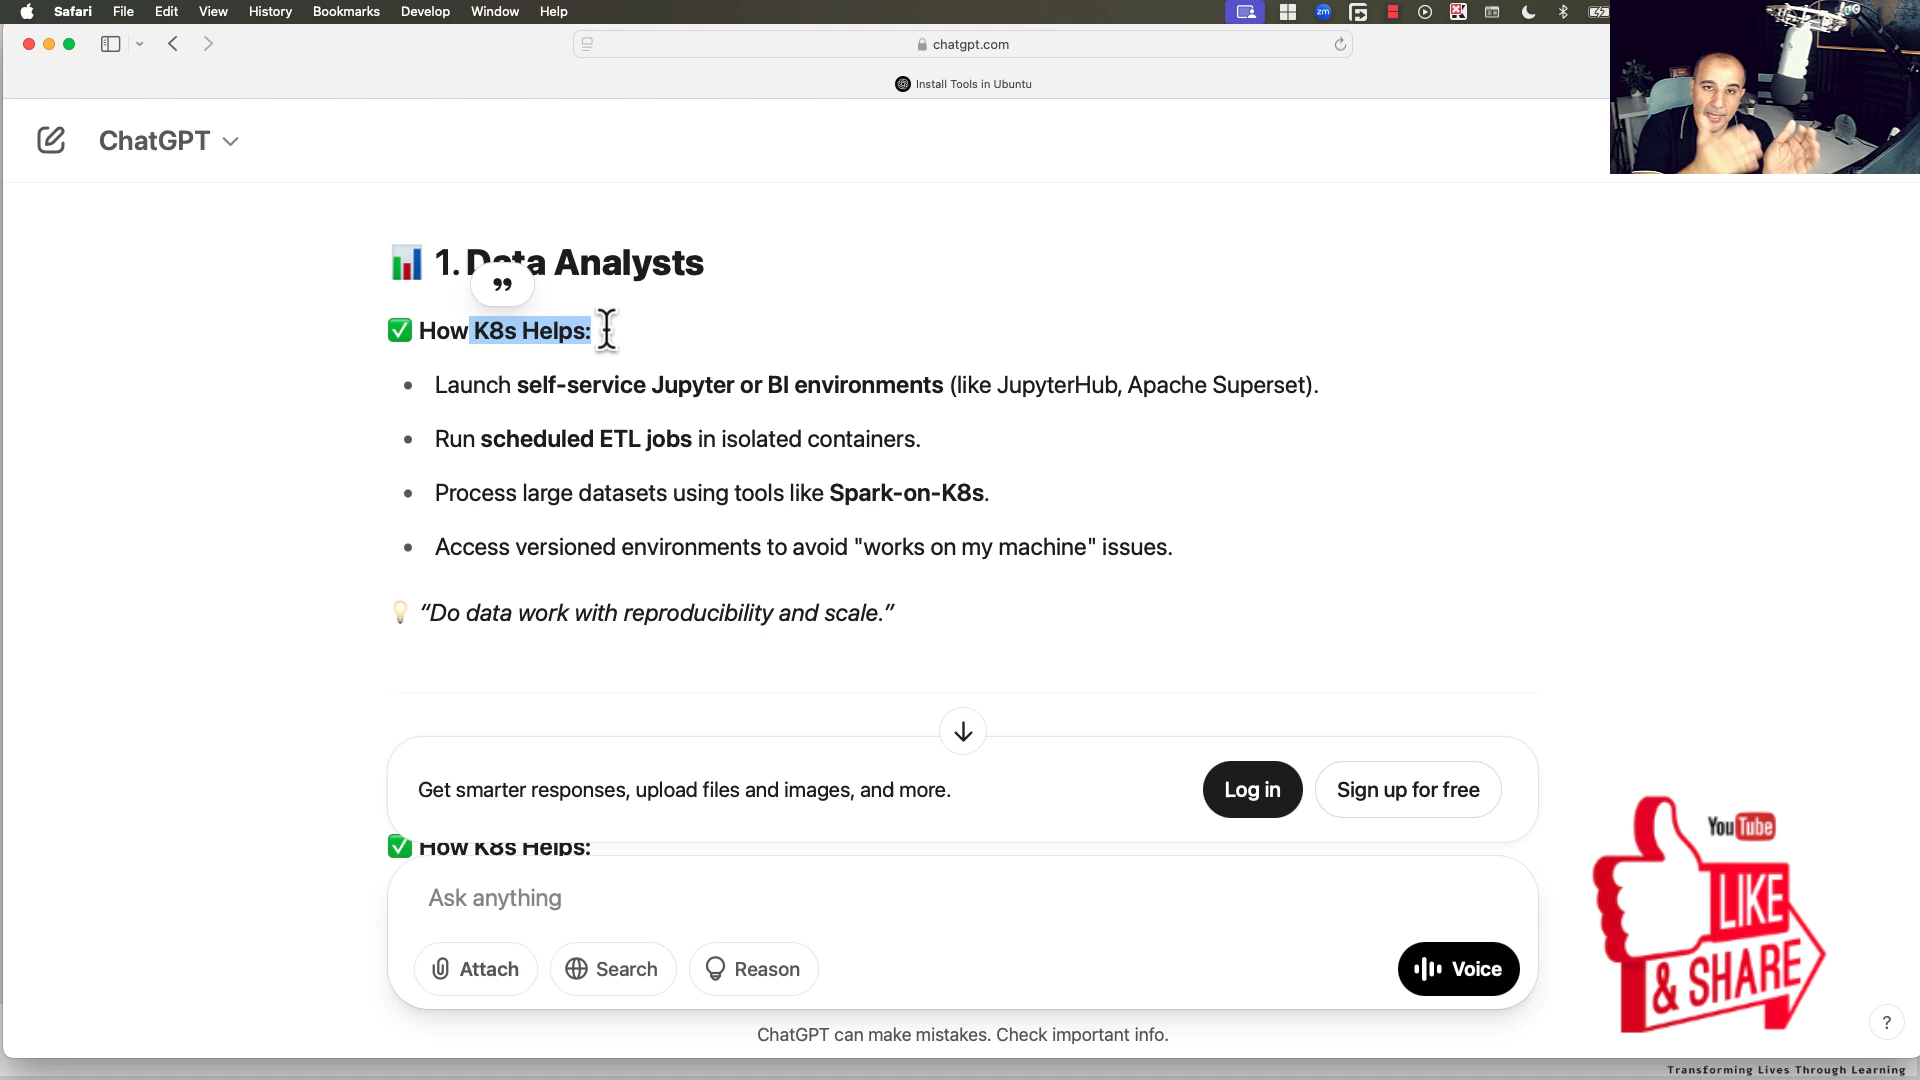 Safari File Edit View History Bookmarks Develop Window Help
zm
chatgpt.com
Install Tools in Ubuntu
ChatGPT
📊 1. Data Analysts
”
✅ How K8s Helps:
• Launch self-service Jupyter or BI environments (like JupyterHub, Apache Superset).
• Run scheduled ETL jobs in isolated containers.
• Process large datasets using tools like Spark-on-K8s.
• Access versioned environments to avoid "works on my machine" issues.
💡 “Do data work with reproducibility and scale.”
Get smarter responses, upload files and images, and more.
Log in
Sign up for free
✅ How K8s Helps:
Ask anything
Attach
Search
Reason
Voice
ChatGPT can make mistakes. Check important info.
?
YouTube
LIKE
& SHARE
Transforming Lives Through Learning